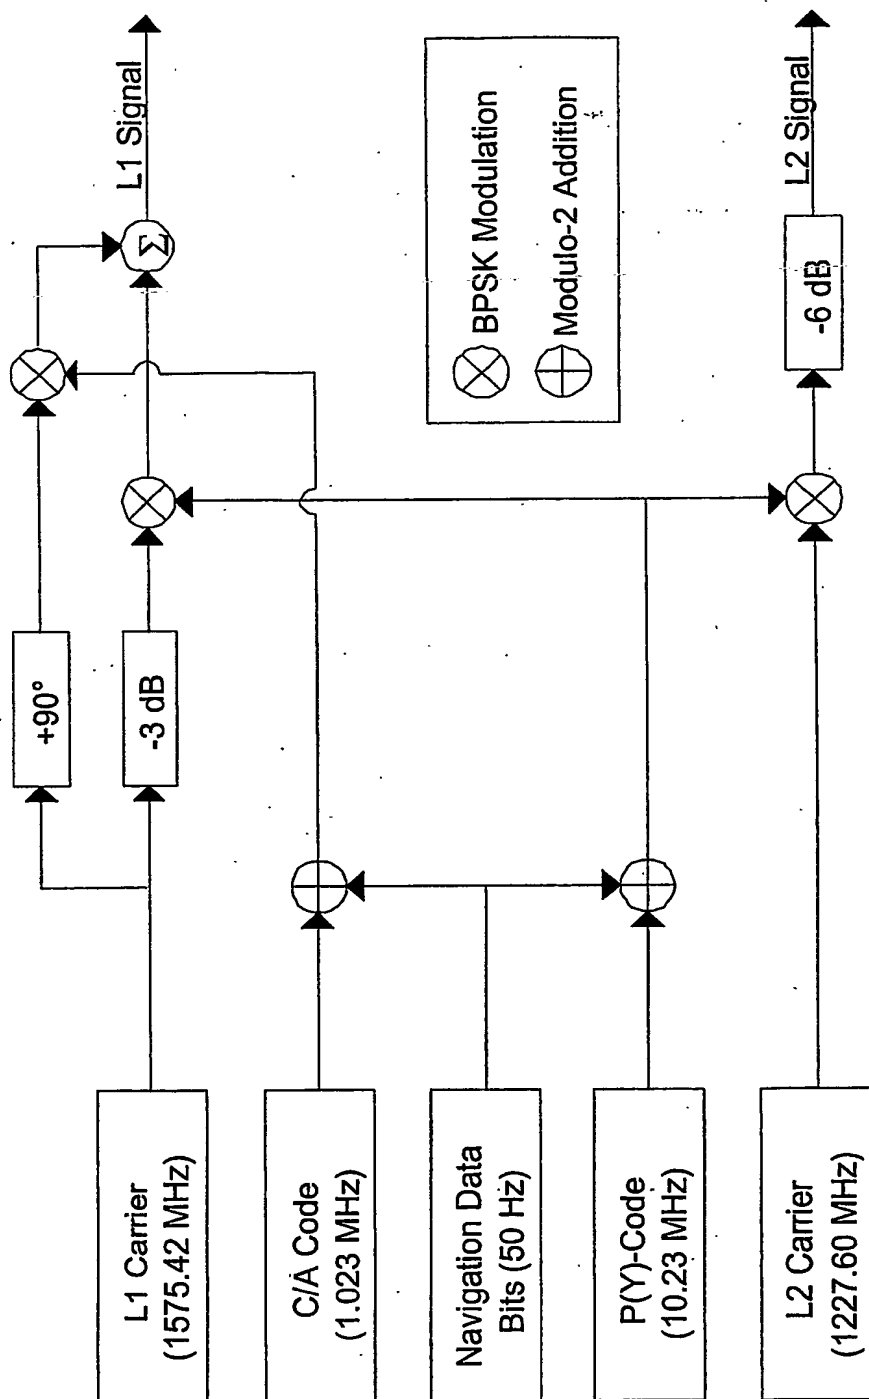 L1 Carrier
(1575.42 MHz)
C/A Code
(1.023 MHz)
Navigation Data
Bits (50 Hz)
P(Y)-Code
(10.23 MHz)
L2 Carrier
(1227.60 MHz)
+90°
-3 dB
Σ
L1 Signal
BPSK Modulation
Modulo-2 Addition
-6 dB
L2 Signal